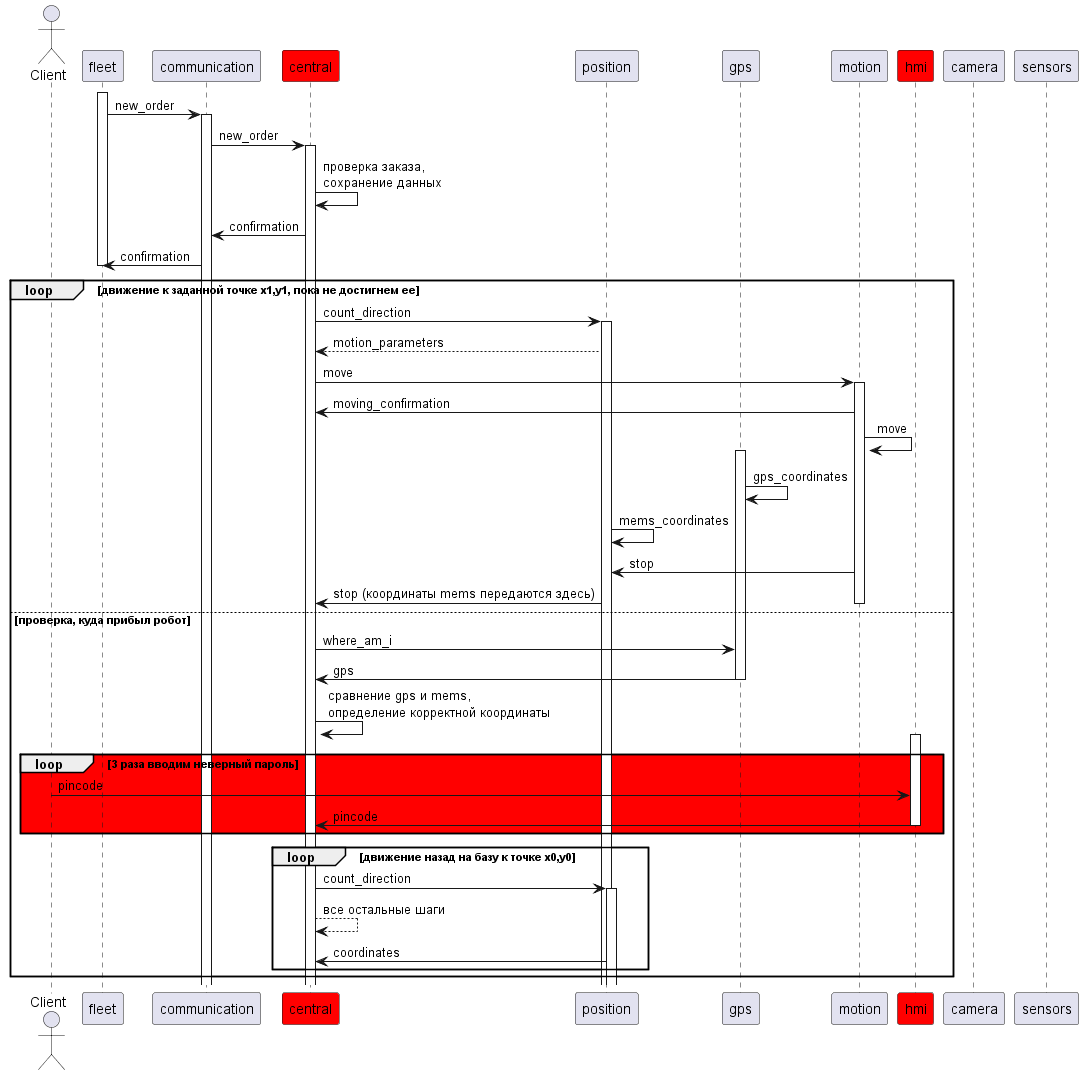 Client
fleet
communication
central
position
gps
motion
hmi
camera
sensors
new_order
new_order
проверка заказа,
сохранение данных
confirmation
confirmation
loop
[движение к заданной точке x1,y1, пока не достигнем ее]
count_direction
motion_parameters
move
moving_confirmation
move
gps_coordinates
mems_coordinates
stop
stop (координаты mems передаются здесь)
[проверка, куда прибыл робот]
where_am_i
gps
сравнение gps и mems,
определение корректной координаты
loop
[3 раза вводим неверный пароль]
pincode
pincode
loop
[движение назад на базу к точке x0,y0]
count_direction
все остальные шаги
coordinates
Client
fleet
communication
central
position
gps
motion
hmi
camera
sensors